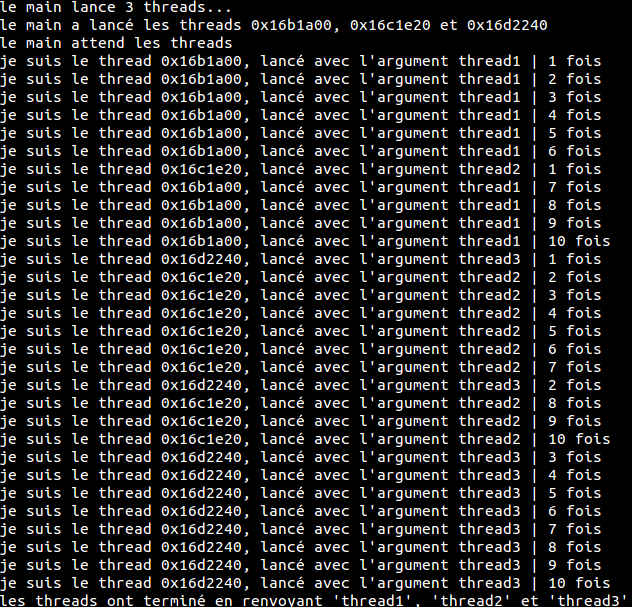 le main lance 3 threads...
le main a lancé les threads 0x16b1a00, 0x16c1e20 et 0x16d2240
le main attend les threads
je suis le thread 0x16b1a00, lancé avec l'argument thread1 | 1 fois
je suis le thread 0x16b1a00, lancé avec l'argument thread1 | 2 fois
je suis le thread 0x16b1a00, lancé avec l'argument thread1 | 3 fois
je suis le thread 0x16b1a00, lancé avec l'argument thread1 | 4 fois
je suis le thread 0x16b1a00, lancé avec l'argument thread1 | 5 fois
je suis le thread 0x16b1a00, lancé avec l'argument thread1 | 6 fois
je suis le thread 0x16c1e20, lancé avec l'argument thread2 | 1 fois
je suis le thread 0x16b1a00, lancé avec l'argument thread1 | 7 fois
je suis le thread 0x16b1a00, lancé avec l'argument thread1 | 8 fois
je suis le thread 0x16b1a00, lancé avec l'argument thread1 | 9 fois
je suis le thread 0x16b1a00, lancé avec l'argument thread1 | 10 fois
je suis le thread 0x16d2240, lancé avec l'argument thread3 | 1 fois
je suis le thread 0x16c1e20, lancé avec l'argument thread2 | 2 fois
je suis le thread 0x16c1e20, lancé avec l'argument thread2 | 3 fois
je suis le thread 0x16c1e20, lancé avec l'argument thread2 | 4 fois
je suis le thread 0x16c1e20, lancé avec l'argument thread2 | 5 fois
je suis le thread 0x16c1e20, lancé avec l'argument thread2 | 6 fois
je suis le thread 0x16c1e20, lancé avec l'argument thread2 | 7 fois
je suis le thread 0x16d2240, lancé avec l'argument thread3 | 2 fois
je suis le thread 0x16c1e20, lancé avec l'argument thread2 | 8 fois
je suis le thread 0x16c1e20, lancé avec l'argument thread2 | 9 fois
je suis le thread 0x16c1e20, lancé avec l'argument thread2 | 10 fois
je suis le thread 0x16d2240, lancé avec l'argument thread3 | 3 fois
je suis le thread 0x16d2240, lancé avec l'argument thread3 | 4 fois
je suis le thread 0x16d2240, lancé avec l'argument thread3 | 5 fois
je suis le thread 0x16d2240, lancé avec l'argument thread3 | 6 fois
je suis le thread 0x16d2240, lancé avec l'argument thread3 | 7 fois
je suis le thread 0x16d2240, lancé avec l'argument thread3 | 8 fois
je suis le thread 0x16d2240, lancé avec l'argument thread3 | 9 fois
je suis le thread 0x16d2240, lancé avec l'argument thread3 | 10 fois
les threads ont terminé en renvoyant 'thread1', 'thread2' et 'thread3'